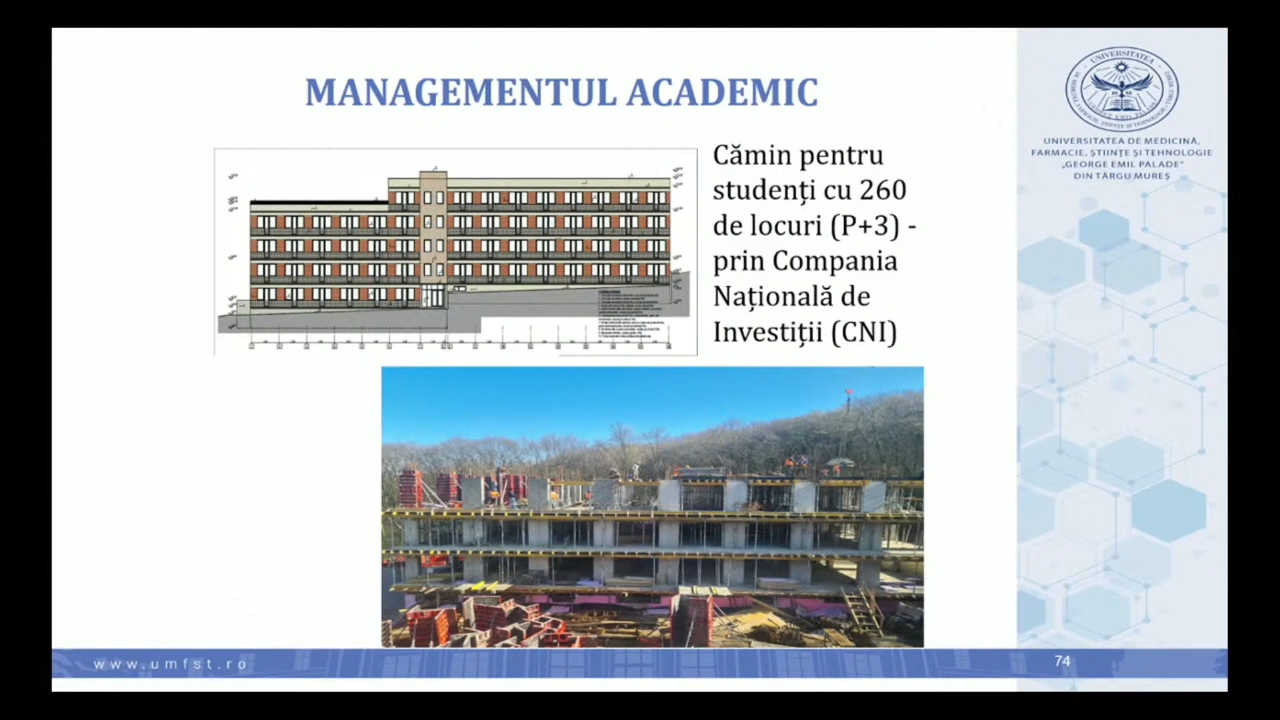 MANAGEMENTUL ACADEMIC
Cămin pentru
studenți cu 260
de locuri (P+3) -
prin Compania
Națională de
Investiții (CNI)
UNIVERSITATEA DE MEDICINĂ,
FARMACIE, ȘTIINȚE ȘI TEHNOLOGIE
„GEORGE EMIL PALADE”
DIN TÂRGU MUREȘ
www.umfst.ro
74